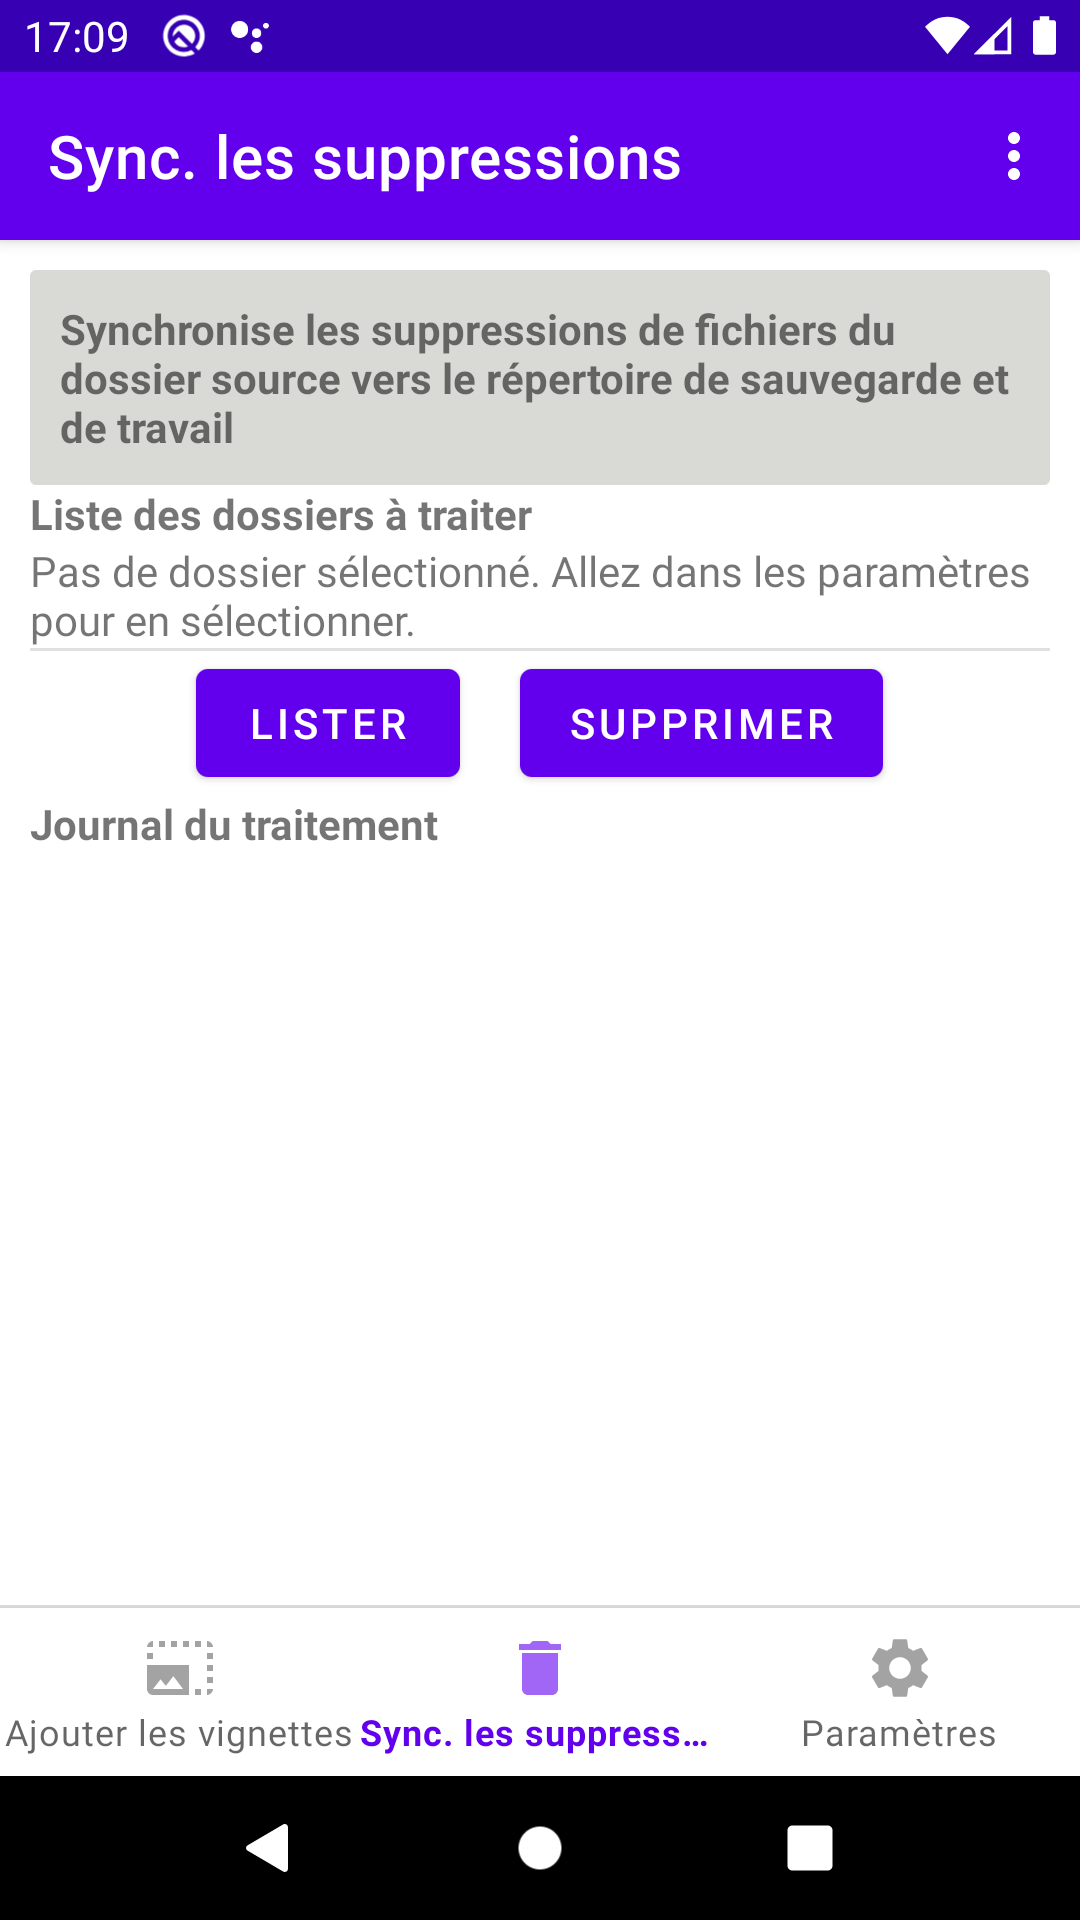 17:09
Sync. les suppressions
Synchronise les suppressions de fichiers du
dossier source vers le répertoire de sauvegarde et
de travail
Liste des dossiers à traiter
Pas de dossier sélectionné. Allez dans les paramètres
pour en sélectionner.
LISTER
SUPPRIMER
Journal du traitement
Ajouter les vignettes
Sync. les suppress...
Paramètres